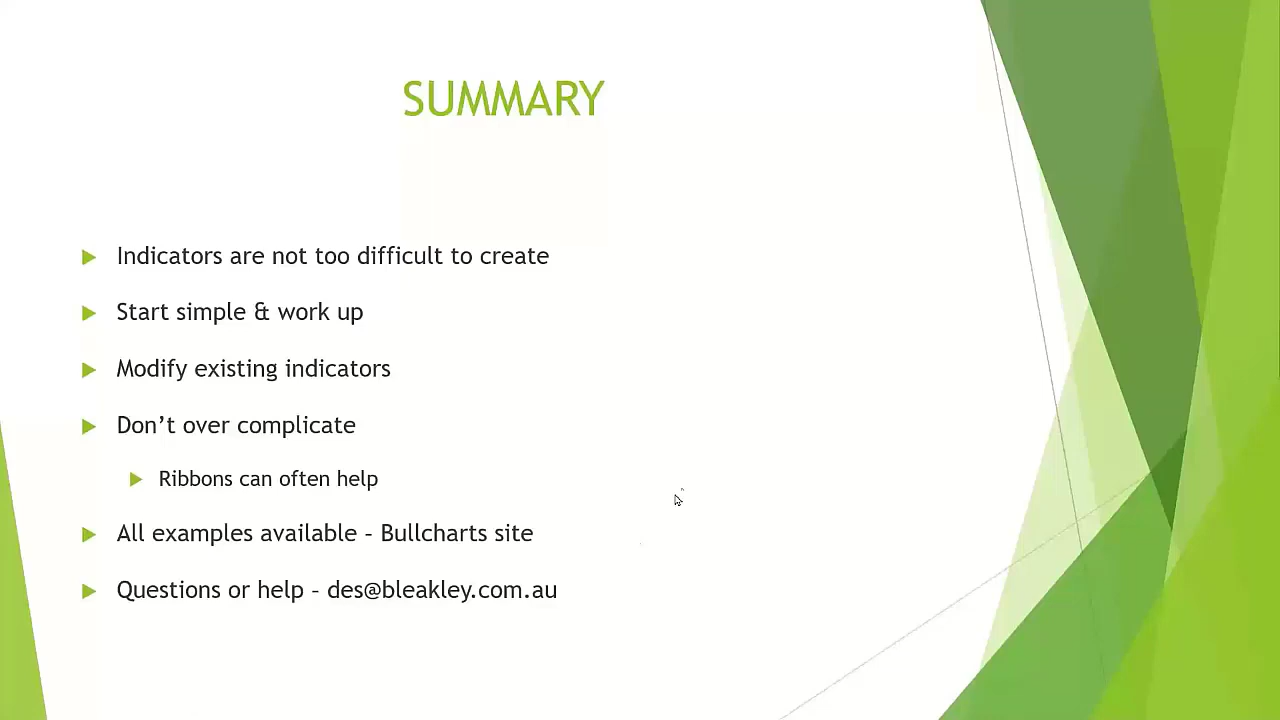 SUMMARY
Indicators are not too difficult to create
Start simple & work up
Modify existing indicators
Don’t over complicate
Ribbons can often help
All examples available – Bullcharts site
Questions or help – des@bleakley.com.au